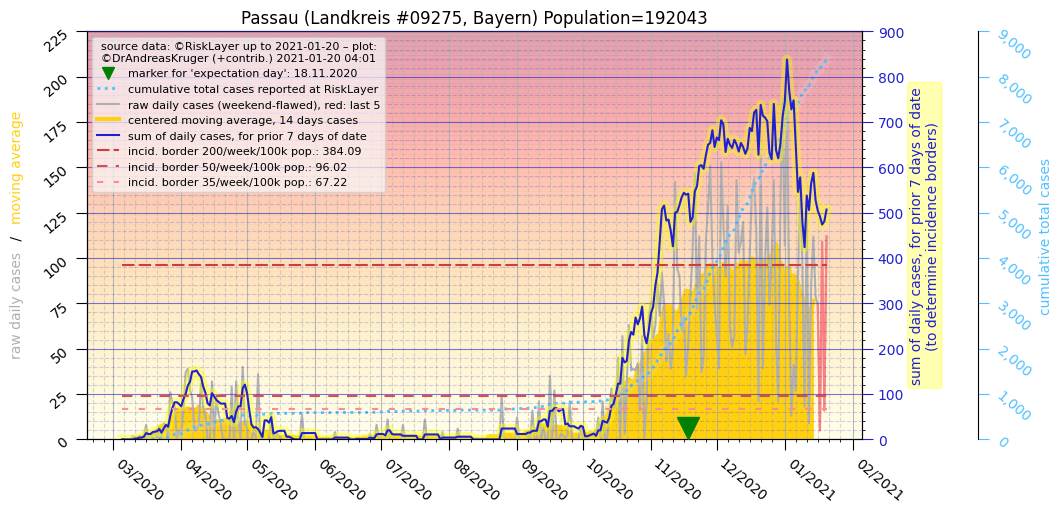 Passau (Landkreis #09275, Bayern) Population=192043
source data: ©RiskLayer up to 2021-01-20 – plot:
©DrAndreasKruger (+contrib.) 2021-01-20 04:01
marker for 'expectation day': 18.11.2020
cumulative total cases reported at RiskLayer
raw daily cases (weekend-flawed), red: last 5
centered moving average, 14 days cases
sum of daily cases, for prior 7 days of date
incid. border 200/week/100k pop.: 384.09
incid. border 50/week/100k pop.: 96.02
incid. border 35/week/100k pop.: 67.22
raw daily cases / moving average
225
200
175
150
125
100
75
50
25
0
03/2020
04/2020
05/2020
06/2020
07/2020
08/2020
09/2020
10/2020
11/2020
12/2020
01/2021
02/2021
900
800
700
600
500
400
300
200
100
0
sum of daily cases, for prior 7 days of date
(to determine incidence borders)
9,000
8,000
7,000
6,000
5,000
4,000
3,000
2,000
1,000
0
cumulative total cases